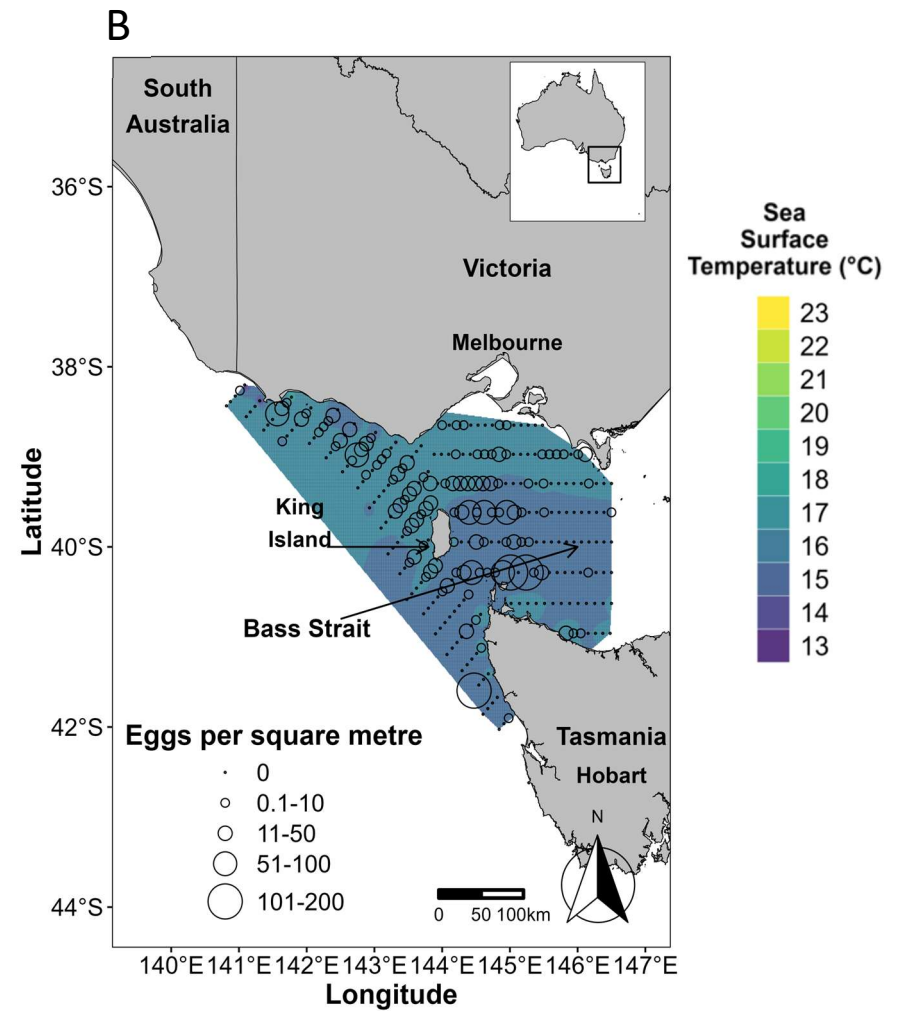 B
South
Australia
36°S
Victoria
Sea
Surface
Temperature (°C)
23
22
21
20
19
18
17
16
15
14
13
Melbourne
38°S
Latitude
King
Island
40°S
Bass Strait
42°S
Eggs per square metre
0
0.1-10
11-50
51-100
101-200
Tasmania
Hobart
N
0 50 100km
44°S
140°E 141°E 142°E 143°E 144°E 145°E 146°E 147°E
Longitude